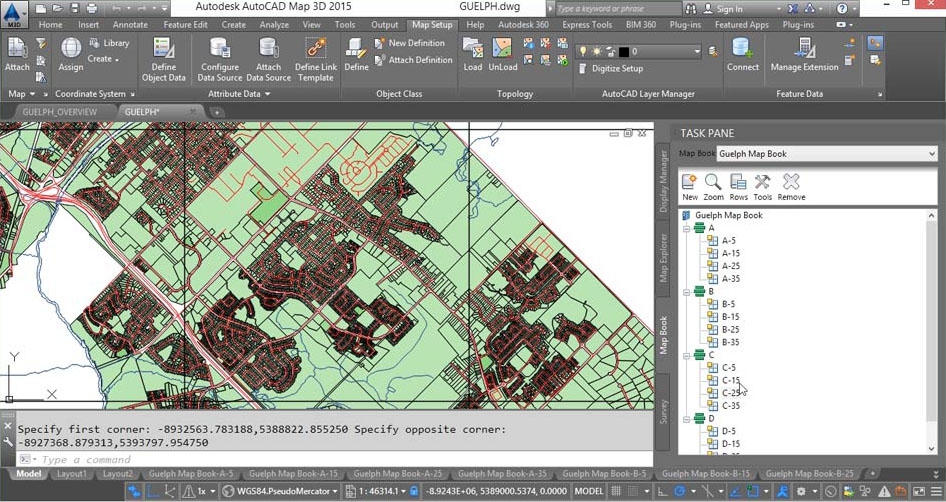 Autodesk AutoCAD Map 3D 2015 GUELPH.dwg Type a keyword or phrase Sign In
M3D
Home Insert Annotate Feature Edit Create Analyze View Tools Output Map Setup Help Autodesk 360 Express Tools BIM 360 Plug-ins Featured Apps Plug-ins
Attach
Assign
Library
Create
Define
Object Data
Configure
Data Source
Attach
Data Source
Define Link
Template
Define
New Definition
Attach Definition
Load UnLoad
0
Digitize Setup
Connect
Manage Extension
Map Coordinate System Attribute Data Object Class Topology AutoCAD Layer Manager Feature Data
GUELPH_OVERVIEW GUELPH*
Y
X
Display Manager
Map Explorer
Map Book
Survey
TASK PANE
Map Book Guelph Map Book
New Zoom Rows Tools Remove
Guelph Map Book
A
A-5
A-15
A-25
A-35
B
B-5
B-15
B-25
B-35
C
C-5
C-15
C-25
C-35
D
D-5
D-15
Specify first corner: -8932563.783188,5388822.855250 Specify opposite corner:
-8927368.879313,5393797.954750
Type a command
Model Layout1 Layout2 Guelph Map Book-A-5 Guelph Map Book-A-15 Guelph Map Book-A-25 Guelph Map Book-A-35 Guelph Map Book-B-5 Guelph Map Book-B-15 Guelph Map Book-B-25
1x WGS84.PseudoMercator 1: 46314.1 -8.9243E+06, 5389000.5374, 0.0000 MODEL